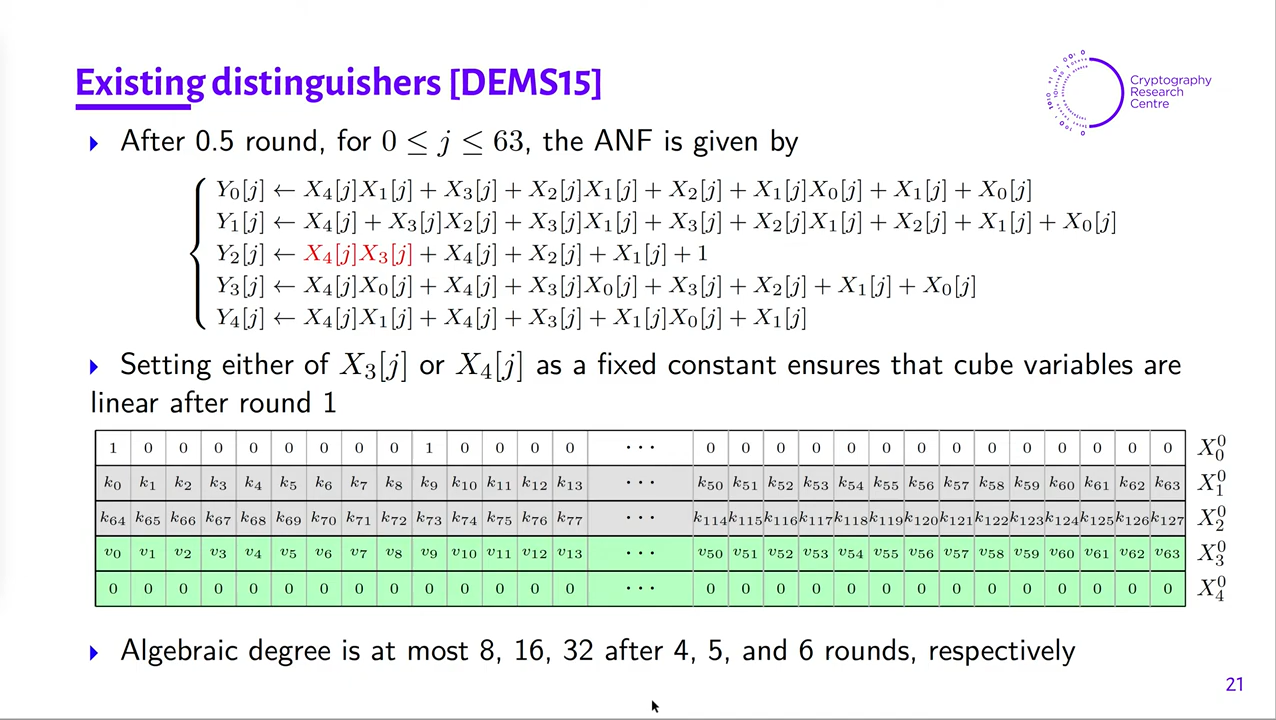 Existing distinguishers [DEMS15]
Cryptography
Research
Centre
After 0.5 round, for 0 ≤ j ≤ 63, the ANF is given by
Y₀[j] ← X₄[j]X₁[j] + X₃[j] + X₂[j]X₁[j] + X₂[j] + X₁[j]X₀[j] + X₁[j] + X₀[j]
Y₁[j] ← X₄[j] + X₃[j]X₂[j] + X₃[j]X₁[j] + X₃[j] + X₂[j]X₁[j] + X₂[j] + X₁[j] + X₀[j]
Y₂[j] ← X₄[j]X₃[j] + X₄[j] + X₂[j] + X₁[j] + 1
Y₃[j] ← X₄[j]X₀[j] + X₄[j] + X₃[j]X₀[j] + X₃[j] + X₂[j] + X₁[j] + X₀[j]
Y₄[j] ← X₄[j]X₁[j] + X₄[j] + X₃[j] + X₁[j]X₀[j] + X₁[j]
Setting either of X₃[j] or X₄[j] as a fixed constant ensures that cube variables are
linear after round 1
1 0 0 0 0 0 0 0 0 1 0 0 0 0 ··· 0 0 0 0 0 0 0 0 0 0 0 0 0 0 X₀⁰
k₀ k₁ k₂ k₃ k₄ k₅ k₆ k₇ k₈ k₉ k₁₀ k₁₁ k₁₂ k₁₃ ··· k₅₀ k₅₁ k₅₂ k₅₃ k₅₄ k₅₅ k₅₆ k₅₇ k₅₈ k₅₉ k₆₀ k₆₁ k₆₂ k₆₃ X₁⁰
k₆₄ k₆₅ k₆₆ k₆₇ k₆₈ k₆₉ k₇₀ k₇₁ k₇₂ k₇₃ k₇₄ k₇₅ k₇₆ k₇₇ ··· k₁₁₄ k₁₁₅ k₁₁₆ k₁₁₇ k₁₁₈ k₁₁₉ k₁₂₀ k₁₂₁ k₁₂₂ k₁₂₃ k₁₂₄ k₁₂₅ k₁₂₆ k₁₂₇ X₂⁰
v₀ v₁ v₂ v₃ v₄ v₅ v₆ v₇ v₈ v₉ v₁₀ v₁₁ v₁₂ v₁₃ ··· v₅₀ v₅₁ v₅₂ v₅₃ v₅₄ v₅₅ v₅₆ v₅₇ v₅₈ v₅₉ v₆₀ v₆₁ v₆₂ v₆₃ X₃⁰
0 0 0 0 0 0 0 0 0 0 0 0 0 0 ··· 0 0 0 0 0 0 0 0 0 0 0 0 0 0 X₄⁰
Algebraic degree is at most 8, 16, 32 after 4, 5, and 6 rounds, respectively
21